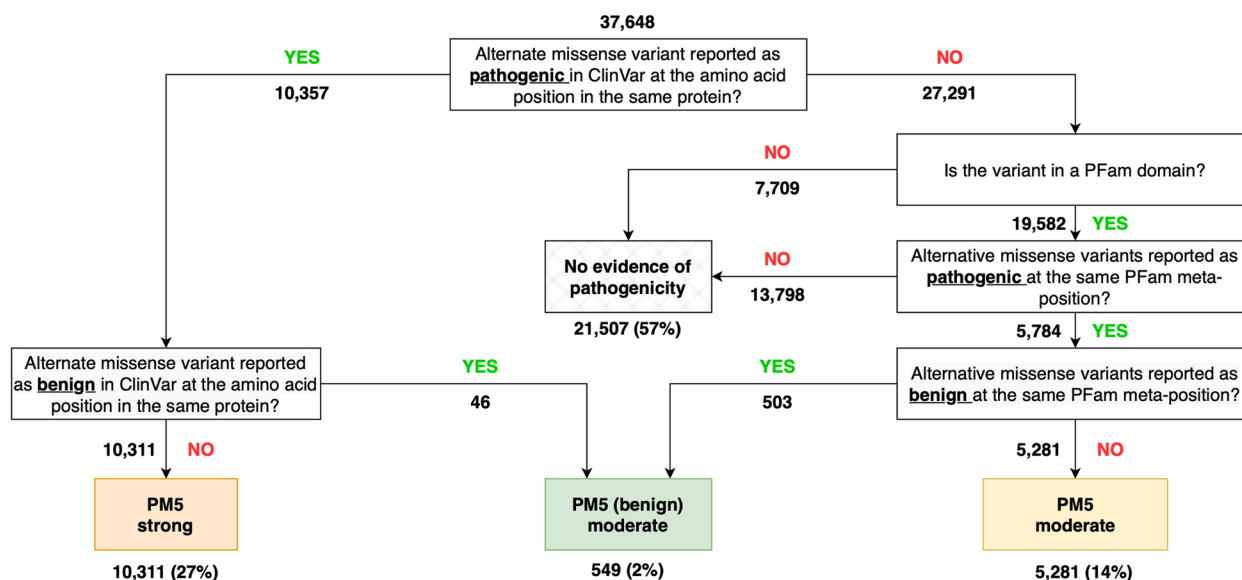 37,648
Alternate missense variant reported as
pathogenic in ClinVar at the amino acid
position in the same protein?
YES
10,357
NO
27,291
Is the variant in a PFam domain?
NO
7,709
19,582 YES
Alternative missense variants reported as
pathogenic at the same PFam meta-
position?
NO
13,798
No evidence of
pathogenicity
21,507 (57%)
5,784 YES
Alternate missense variant reported
as benign in ClinVar at the amino acid
position in the same protein?
YES
46
YES
503
Alternative missense variants reported as
benign at the same PFam meta-position?
10,311 NO
5,281 NO
PM5
strong
10,311 (27%)
PM5 (benign)
moderate
549 (2%)
PM5
moderate
5,281 (14%)